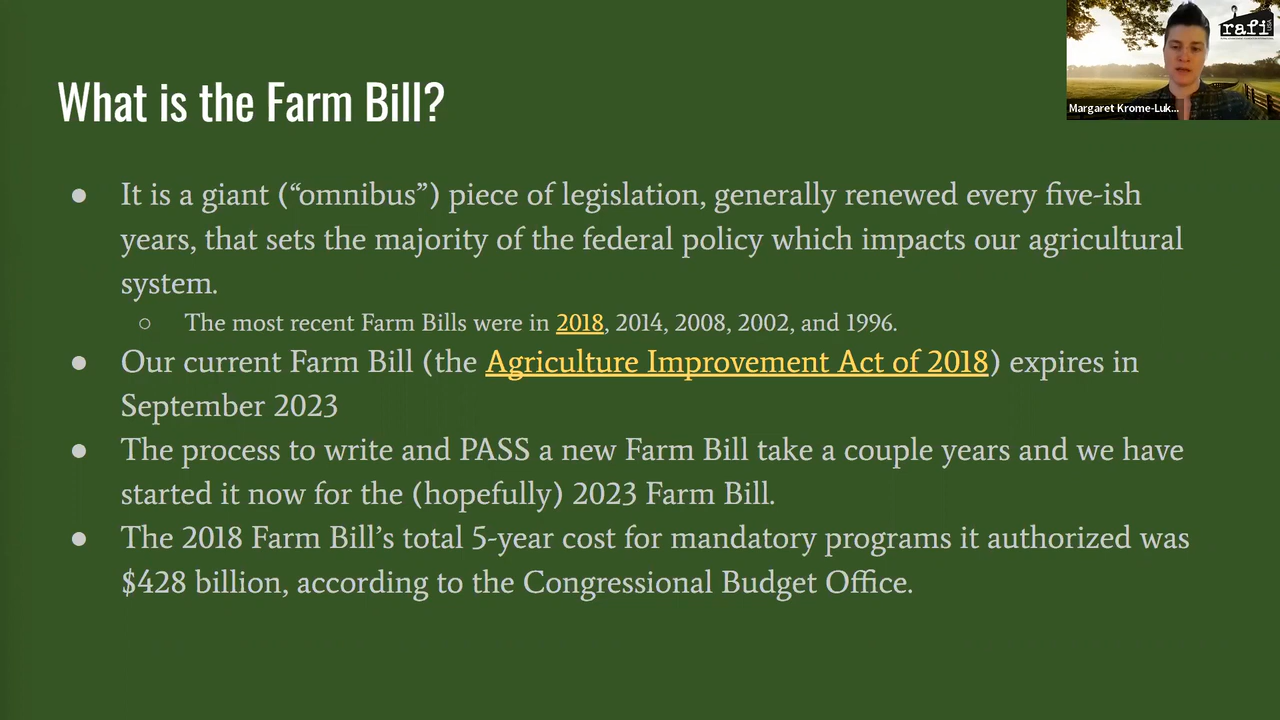 What is the Farm Bill?
rafi
Margaret Krome-Luk...
● It is a giant (“omnibus”) piece of legislation, generally renewed every five-ish
years, that sets the majority of the federal policy which impacts our agricultural
system.
○ The most recent Farm Bills were in 2018, 2014, 2008, 2002, and 1996.
● Our current Farm Bill (the Agriculture Improvement Act of 2018) expires in
September 2023
● The process to write and PASS a new Farm Bill take a couple years and we have
started it now for the (hopefully) 2023 Farm Bill.
● The 2018 Farm Bill’s total 5-year cost for mandatory programs it authorized was
$428 billion, according to the Congressional Budget Office.